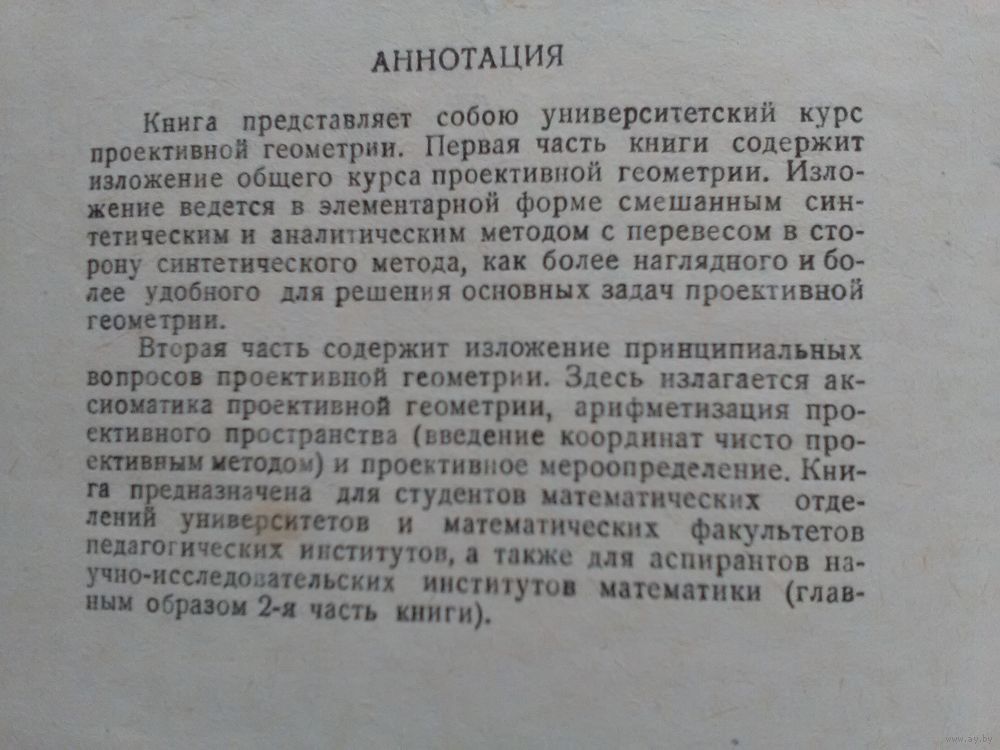 АННОТАЦИЯ
Книга представляет собою университетский курс
проективной геометрии. Первая часть книги содержит
изложение общего курса проективной геометрии. Изло-
жение ведется в элементарной форме смешанным син-
тетическим и аналитическим методом с перевесом в сто-
рону синтетического метода, как более наглядного и бо-
лее удобного для решения основных задач проективной
геометрии.
Вторая часть содержит изложение принципиальных
вопросов проективной геометрии. Здесь излагается ак-
сиоматика проективной геометрии, арифметизация про-
ективного пространства (введение координат чисто про-
ективным методом) и проективное мероопределение. Кни-
га предназначена для студентов математических отде-
лений университетов и математических факультетов
педагогических институтов, а также для аспирантов на-
учно-исследовательских институтов математики (глав-
ным образом 2-я часть книги).
www.ay.by